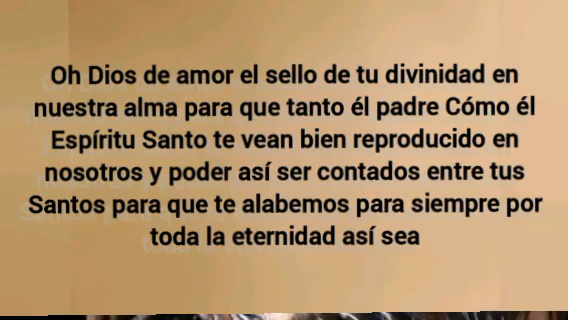 Oh Dios de amor el sello de tu divinidad en
nuestra alma para que tanto él padre Cómo él
Espíritu Santo te vean bien reproducido en
nosotros y poder así ser contados entre tus
Santos para que te alabemos para siempre por
toda la eternidad así sea